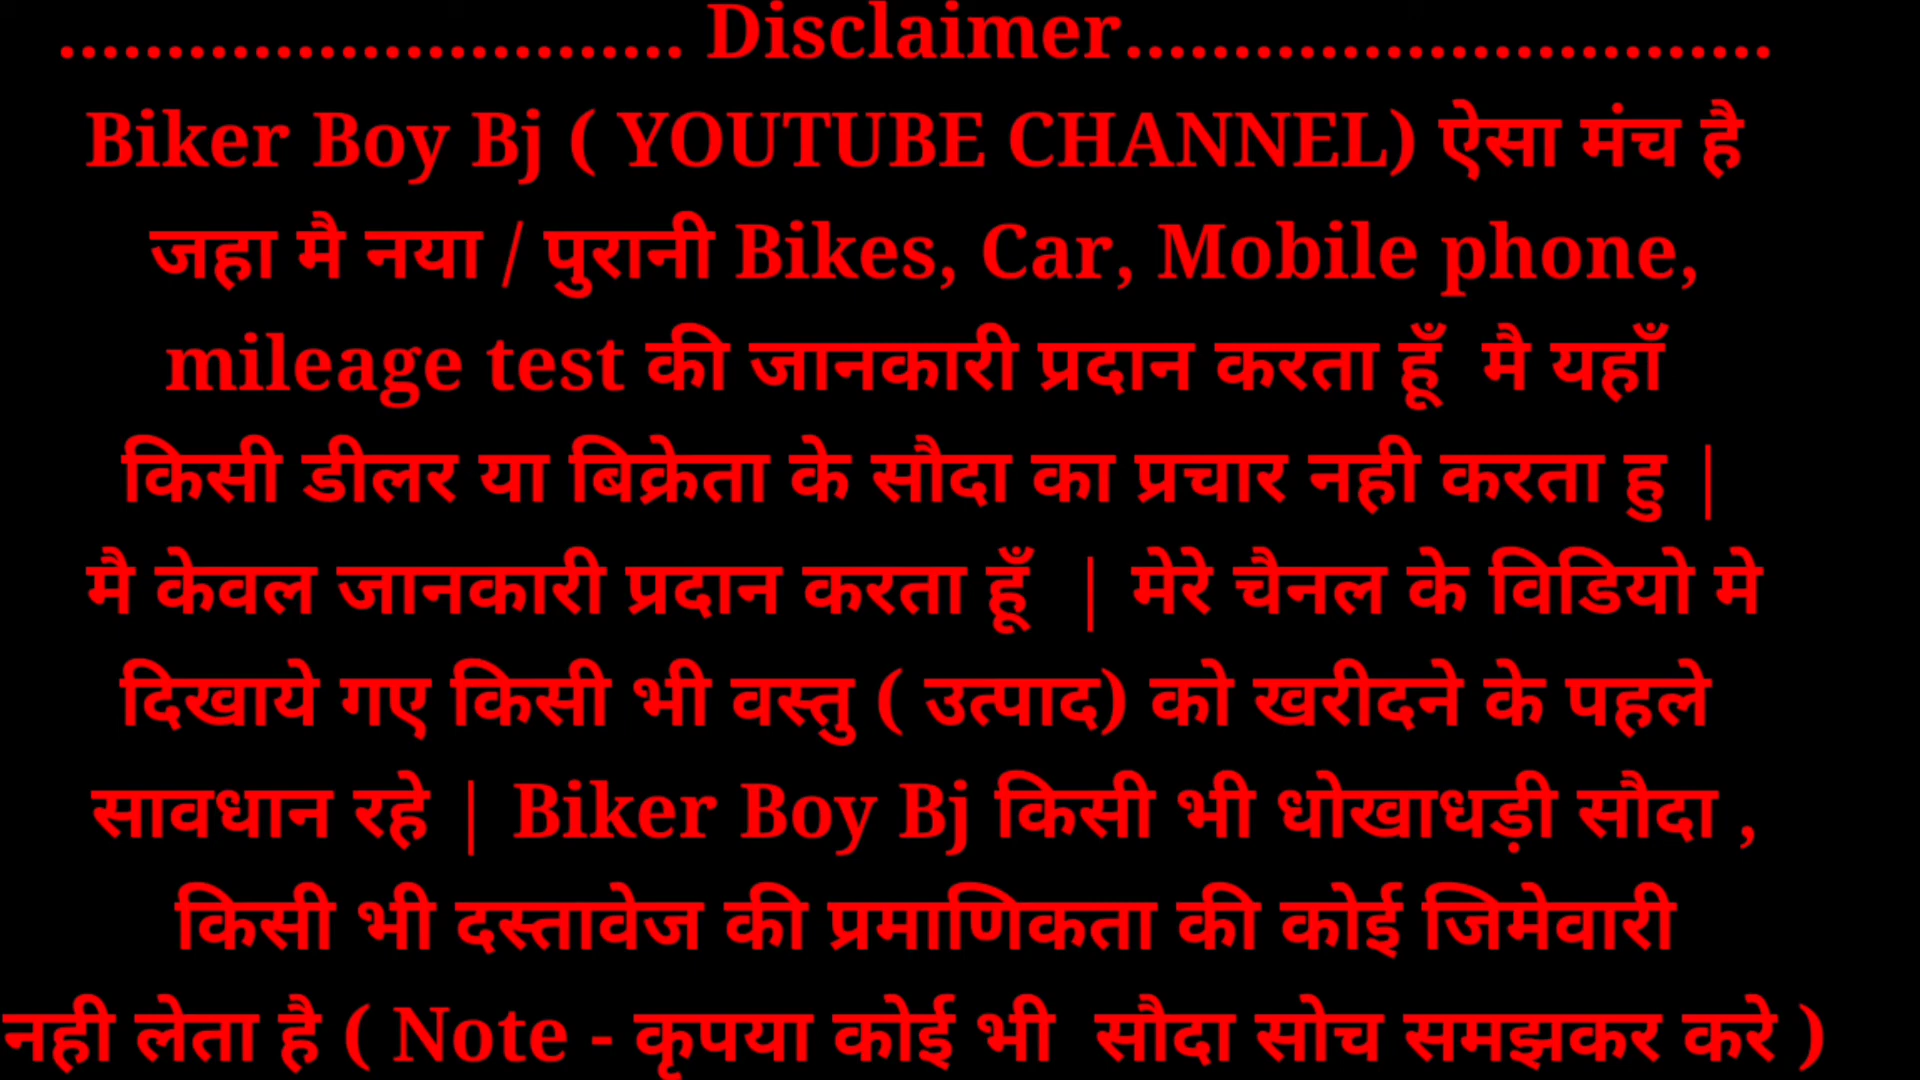 ............................. Disclaimer..............................
Biker Boy Bj ( YOUTUBE CHANNEL) ऐसा मंच है
जहा मै नया / पुरानी Bikes, Car, Mobile phone,
mileage test की जानकारी प्रदान करता हूँ  मै यहाँ
किसी डीलर या बिक्रेता के सौदा का प्रचार नही करता हु |
मै केवल जानकारी प्रदान करता हूँ  | मेरे चैनल के विडियो मे
दिखाये गए किसी भी वस्तु ( उत्पाद) को खरीदने के पहले
सावधान रहे | Biker Boy Bj किसी भी धोखाधड़ी सौदा ,
किसी भी दस्तावेज की प्रमाणिकता की कोई जिमेवारी
नही लेता है ( Note - कृपया कोई भी  सौदा सोच समझकर करे )